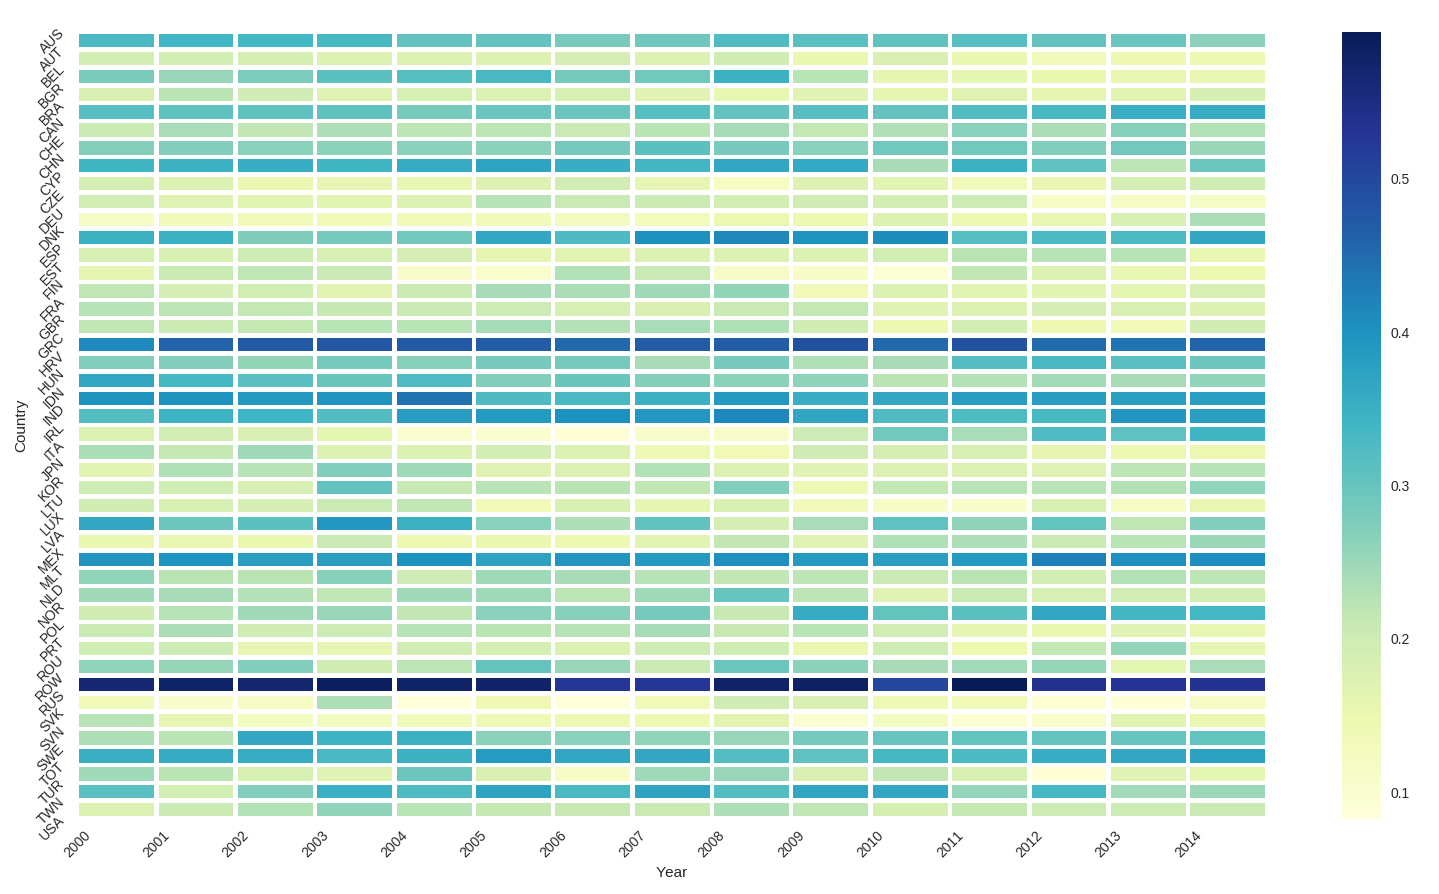 Country
AUS
AUT
BEL
BGR
BRA
CAN
CHE
CHN
CYP
CZE
DEU
DNK
ESP
EST
FIN
FRA
GBR
GRC
HRV
HUN
IDN
IND
IRL
ITA
JPN
KOR
LTU
LUX
LVA
MEX
MLT
NLD
NOR
POL
PRT
ROU
ROW
RUS
SVK
SVN
SWE
TOT
TUR
TWN
USA
2000 2001 2002 2003 2004 2005 2006 2007 2008 2009 2010 2011 2012 2013 2014
Year
0.5
0.4
0.3
0.2
0.1